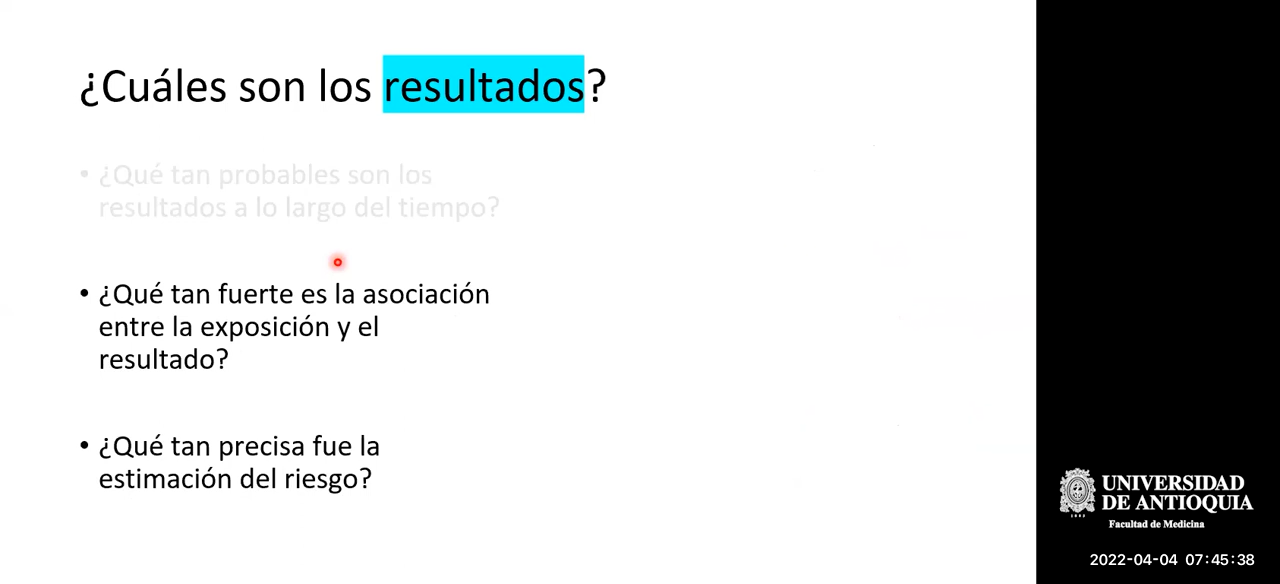 ¿Cuáles son los resultados?
• ¿Qué tan probables son los
resultados a lo largo del tiempo?
• ¿Qué tan fuerte es la asociación
entre la exposición y el
resultado?
• ¿Qué tan precisa fue la
estimación del riesgo?
UNIVERSIDAD
DE ANTIOQUIA
Facultad de Medicina
2022-04-04 07:45:38